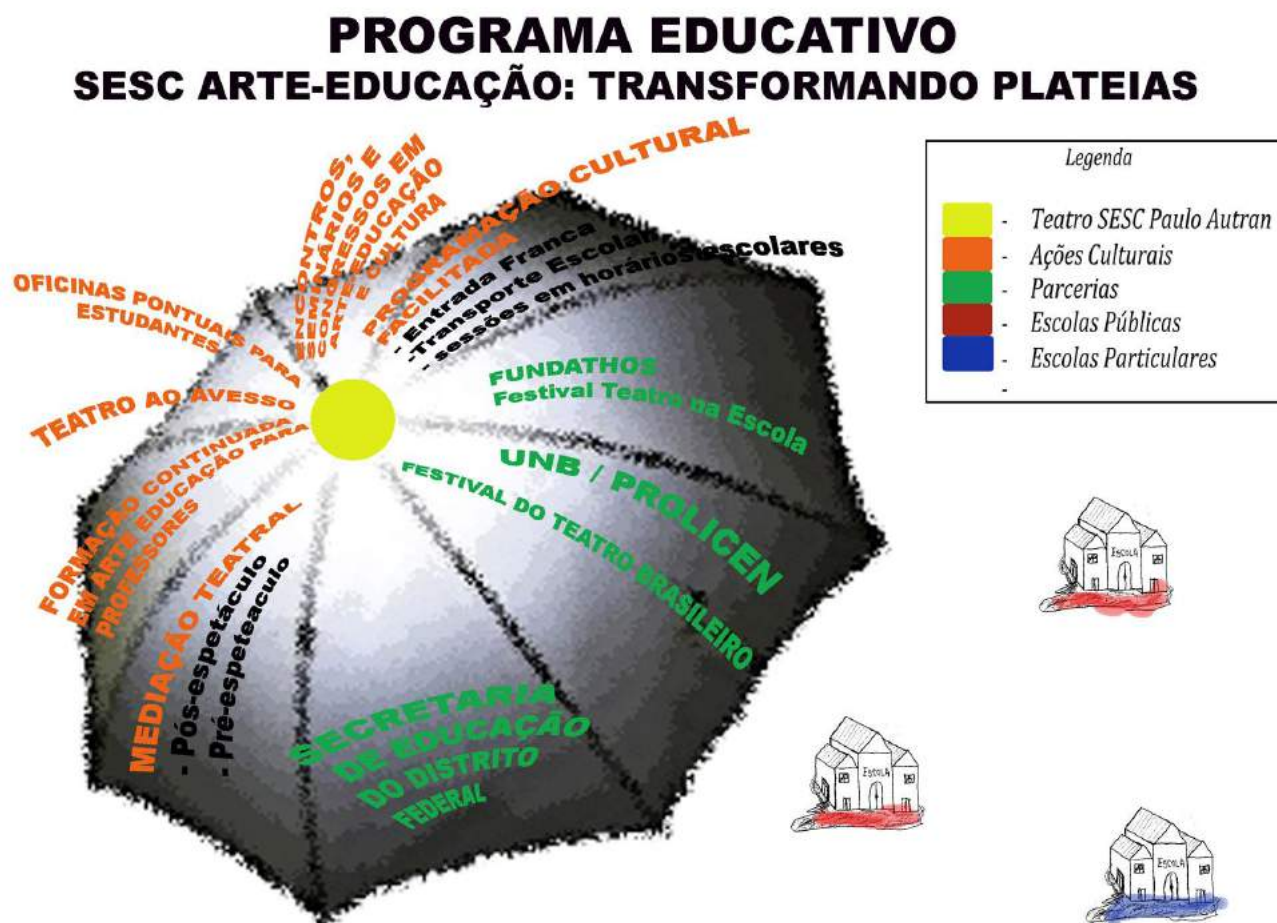 PROGRAMA EDUCATIVO
SESC ARTE-EDUCAÇÃO: TRANSFORMANDO PLATEIAS
Legenda
- Teatro SESC Paulo Autran
- Ações Culturais
- Parcerias
- Escolas Públicas
- Escolas Particulares
-
ENCONTROS,
SEMINÁRIOS E
CONGRESSOS EM
ARTE EDUCAÇÃO
E CULTURA
PROGRAMAÇÃO CULTURAL
FACILITADA
- Entrada Franca
-Transporte Escolar
- sessões em horários escolares
OFICINAS PONTUAIS PARA
ESTUDANTES
TEATRO AO AVESSO
FORMAÇÃO CONTINUADA
EM ARTE EDUCAÇÃO PARA
PROFESSORES
MEDIAÇÃO TEATRAL
- Pós-espetáculo
- Pré-espeteaculo
FUNDATHOS
Festival Teatro na Escola
UNB / PROLICEN
FESTIVAL DO TEATRO BRASILEIRO
SECRETARIA
DE EDUCAÇÃO
DO DISTRITO
FEDERAL
ESCOLA
ESCOLA
ESCOLA